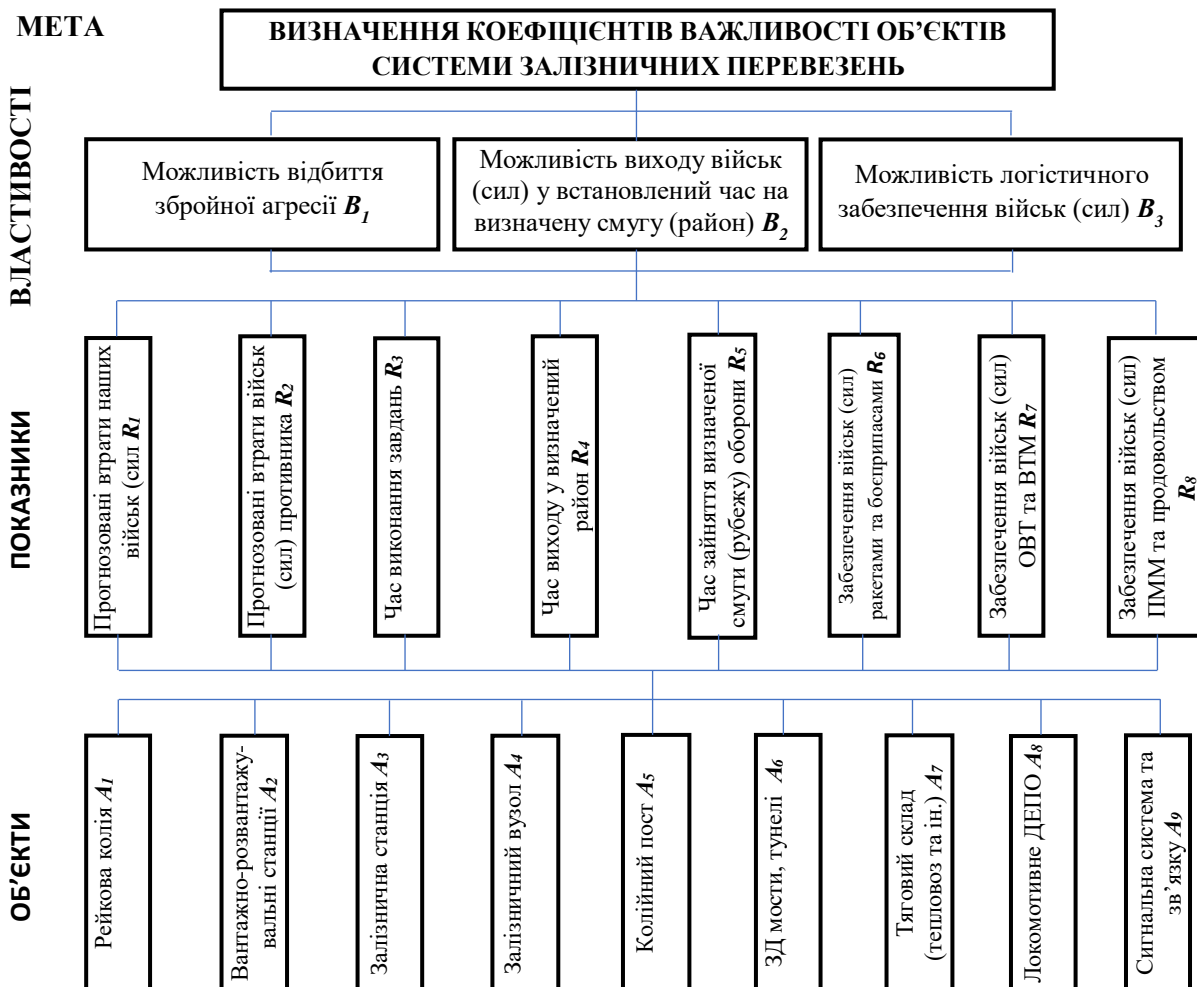 МЕТА
ВИЗНАЧЕННЯ КОЕФІЦІЄНТІВ ВАЖЛИВОСТІ ОБ’ЄКТІВ
СИСТЕМИ ЗАЛІЗНИЧНИХ ПЕРЕВЕЗЕНЬ
ВЛАСТИВОСТІ
Можливість відбиття
збройної агресії B1
Можливість виходу військ
(сил) у встановлений час на
визначену смугу (район) B2
Можливість логістичного
забезпечення військ (сил) B3
ПОКАЗНИКИ
Прогнозовані втрати наших
військ (сил R1
Прогнозовані втрати військ
(сил) противника R2
Час виконання завдань R3
Час виходу у визначений
район R4
Час зайняття визначеної
смуги (рубежу) оборони R5
Забезпечення військ (сил)
ракетами та боєприпасами R6
Забезпечення військ (сил)
ОВТ та ВТМ R7
Забезпечення військ (сил)
ПММ та продовольством
R8
ОБ’ЄКТИ
Рейкова колія A1
Вантажно-розвантажу-
вальні станції A2
Залізнична станція A3
Залізничний вузол A4
Колійний пост A5
ЗД мости, тунелі A6
Тяговий склад
(тепловоз та ін.) A7
Локомотивне ДЕПО A8
Сигнальна система та
зв’язку A9